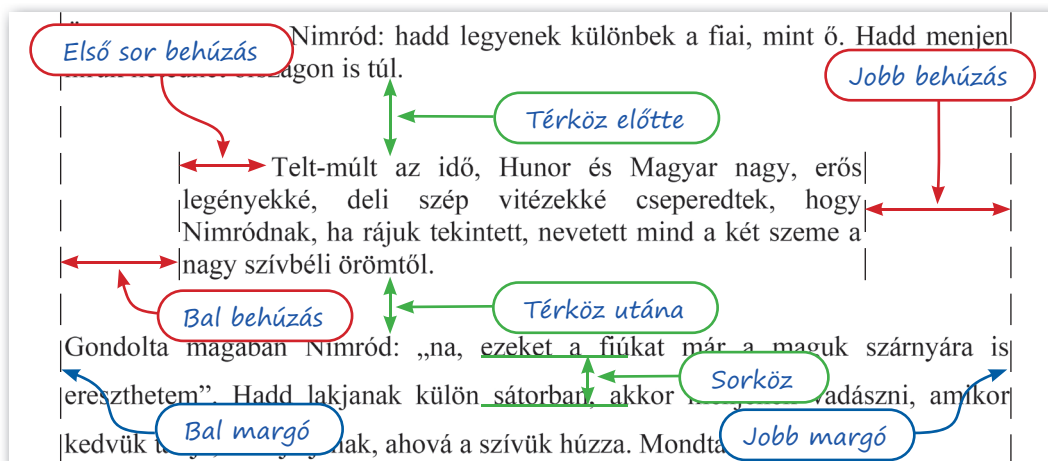 Első sor behúzás
Nimród: hadd legyenek különbek a fiai, mint ő. Hadd menjen
is túl.
Jobb behúzás
Térköz előtte
Telt-múlt az idő, Hunor és Magyar nagy, erős
legényekké, deli szép vitézekké cseperedtek, hogy
Nimródnak, ha rájuk tekintett, nevetett mind a két szeme a
nagy szívbéli örömtől.
Bal behúzás
Térköz utána
Gondolta magában Nimród: „na, ezeket a fiúkat már a maguk szárnyára is
Sorköz
ereszthetem”. Hadd lakjanak külön sátorban, akkor vadászni, amikor
Bal margó
kedvük ahová a szívük húzza.
Jobb margó